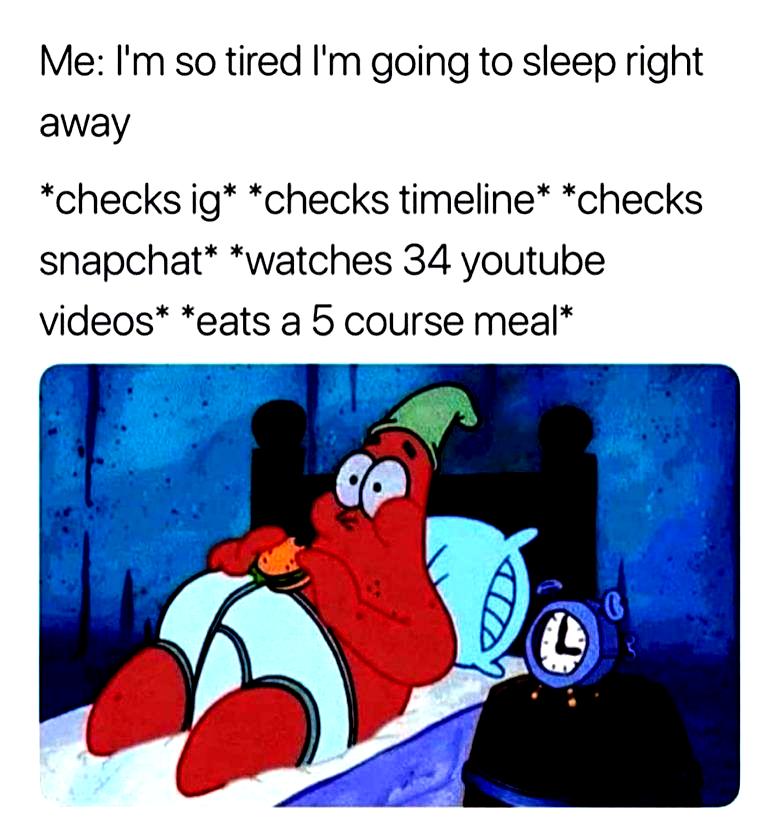 Me: I'm so tired I'm going to sleep right
away
*checks ig* *checks timeline* *checks
snapchat* *watches 34 youtube
videos* *eats a 5 course meal*